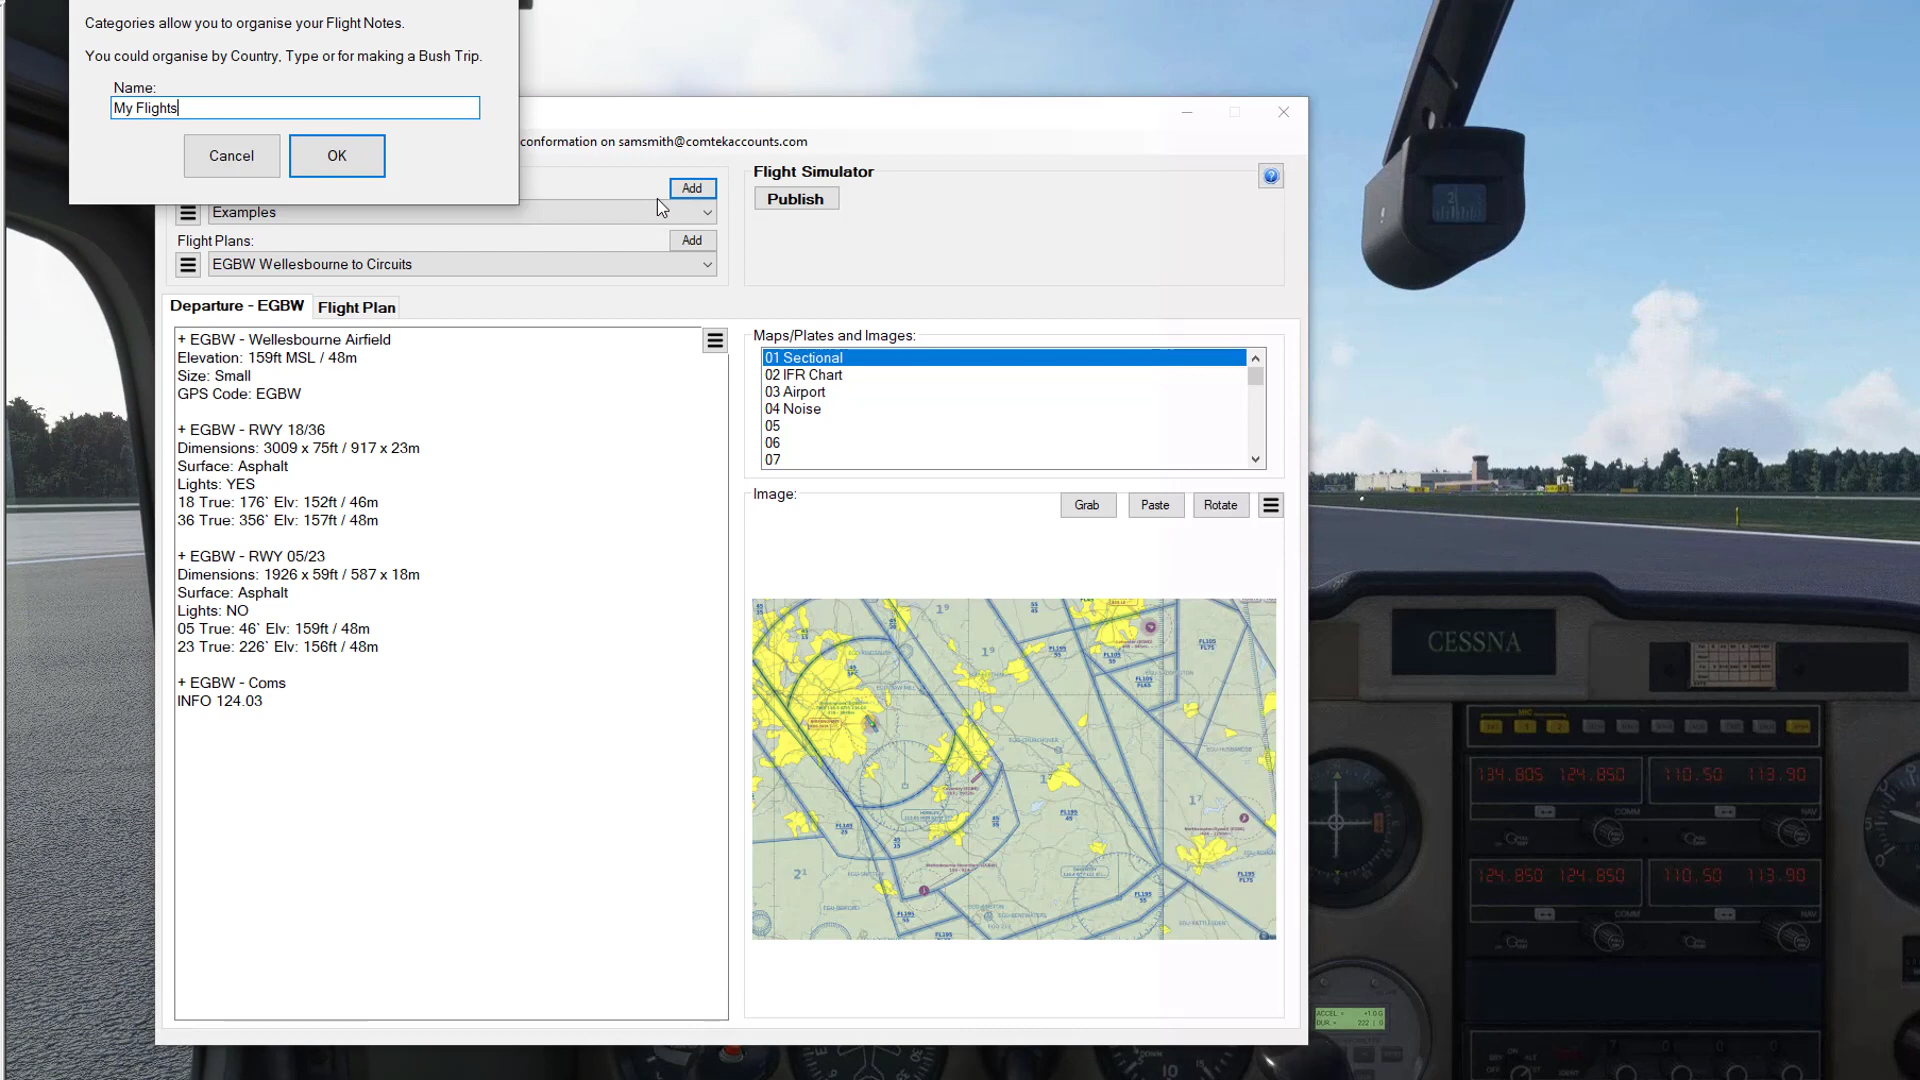 Categories allow you to organise your Flight Notes.
You could organise by Country, Type or for making a Bush Trip.
Name:
My Flights
Cancel
OK
conformation on samsmith@comtekaccounts.com
Add
Examples
Flight Plans:
Add
EGBW Wellesbourne to Circuits
Flight Simulator
Publish
Departure - EGBW
Flight Plan
+ EGBW - Wellesbourne Airfield
Elevation: 159ft MSL / 48m
Size: Small
GPS Code: EGBW
+ EGBW - RWY 18/36
Dimensions: 3009 x 75ft / 917 x 23m
Surface: Asphalt
Lights: YES
18 True: 176` Elv: 152ft / 46m
36 True: 356` Elv: 157ft / 48m
+ EGBW - RWY 05/23
Dimensions: 1926 x 59ft / 587 x 18m
Surface: Asphalt
Lights: NO
05 True: 46` Elv: 159ft / 48m
23 True: 226` Elv: 156ft / 48m
+ EGBW - Coms
INFO 124.03
Maps/Plates and Images:
01 Sectional
02 IFR Chart
03 Airport
04 Noise
05
06
07
Image:
Grab
Paste
Rotate
CESSNA
134.805 124.850
110.50 113.90
COMM
NAV
124.850 124.850
110.50 113.90
COMM
NAV